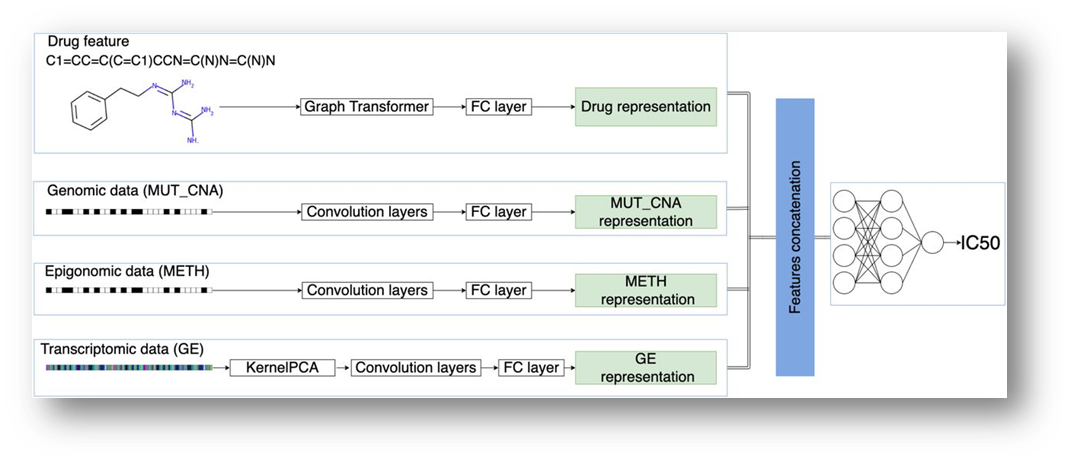 Drug feature
C1=CC=C(C=C1)CCN=C(N)N=C(N)N
N
NH2
N
NH2
NH.
Graph Transformer
FC layer
Drug representation
Genomic data (MUT_CNA)
Convolution layers
FC layer
MUT_CNA
representation
Epigonomic data (METH)
Convolution layers
FC layer
METH
representation
Transcriptomic data (GE)
KernelPCA
Convolution layers
FC layer
GE
representation
Features concatenation
IC50